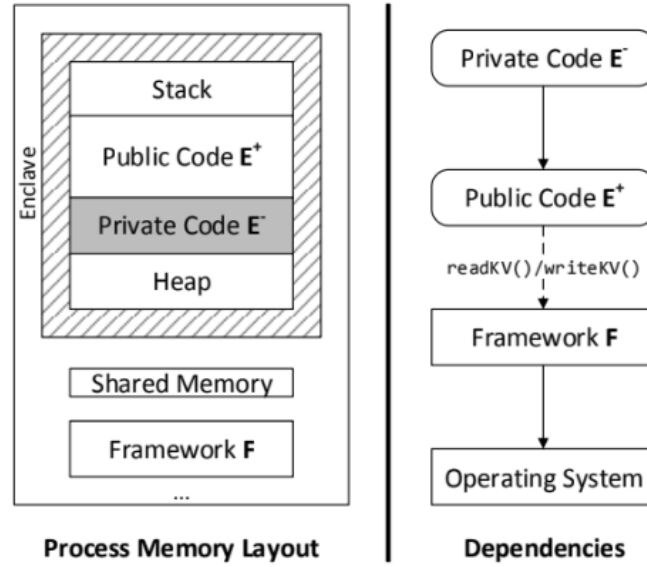 Enclave
Stack
Public Code E⁺
Private Code E⁻
Heap
Shared Memory
Framework F
...
Process Memory Layout
Private Code E⁻
Public Code E⁺
readKV()/writeKV()
Framework F
Operating System
Dependencies